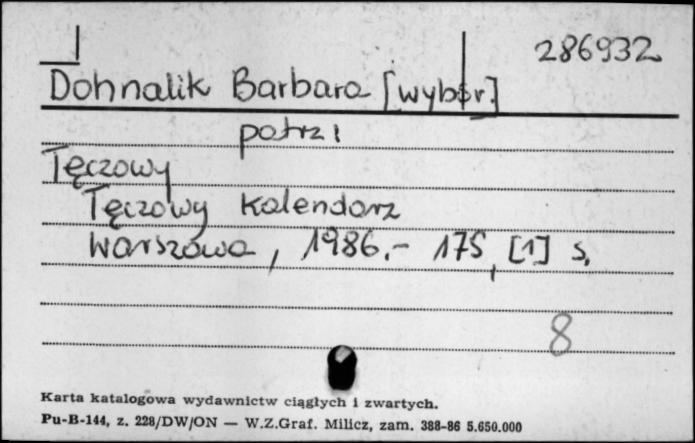 286932
Dohnalik Barbara [wybór]
patrz:
Tęczowy
Tęczowy kalendarz
Warszawa, 1986.- 175, [1] s.
8
Karta katalogowa wydawnictw ciągłych i zwartych.
Pu-B-144, z. 228/DW/ON — W.Z.Graf. Milicz, zam. 388-86 5.650.000